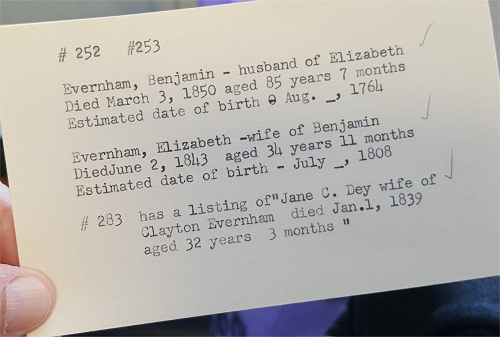 # 252 #253
Evernham, Benjamin - husband of Elizabeth
Died March 3, 1850 aged 85 years 7 months
Estimated date of birth θ Aug. _, 1764
Evernham, Elizabeth -wife of Benjamin
DiedJune 2, 1843 aged 34 years 11 months
Estimated date of birth - July _, 1808
# 283 has a listing of"Jane C. Dey wife of
Clayton Evernham died Jan.1, 1839
aged 32 years 3 months "